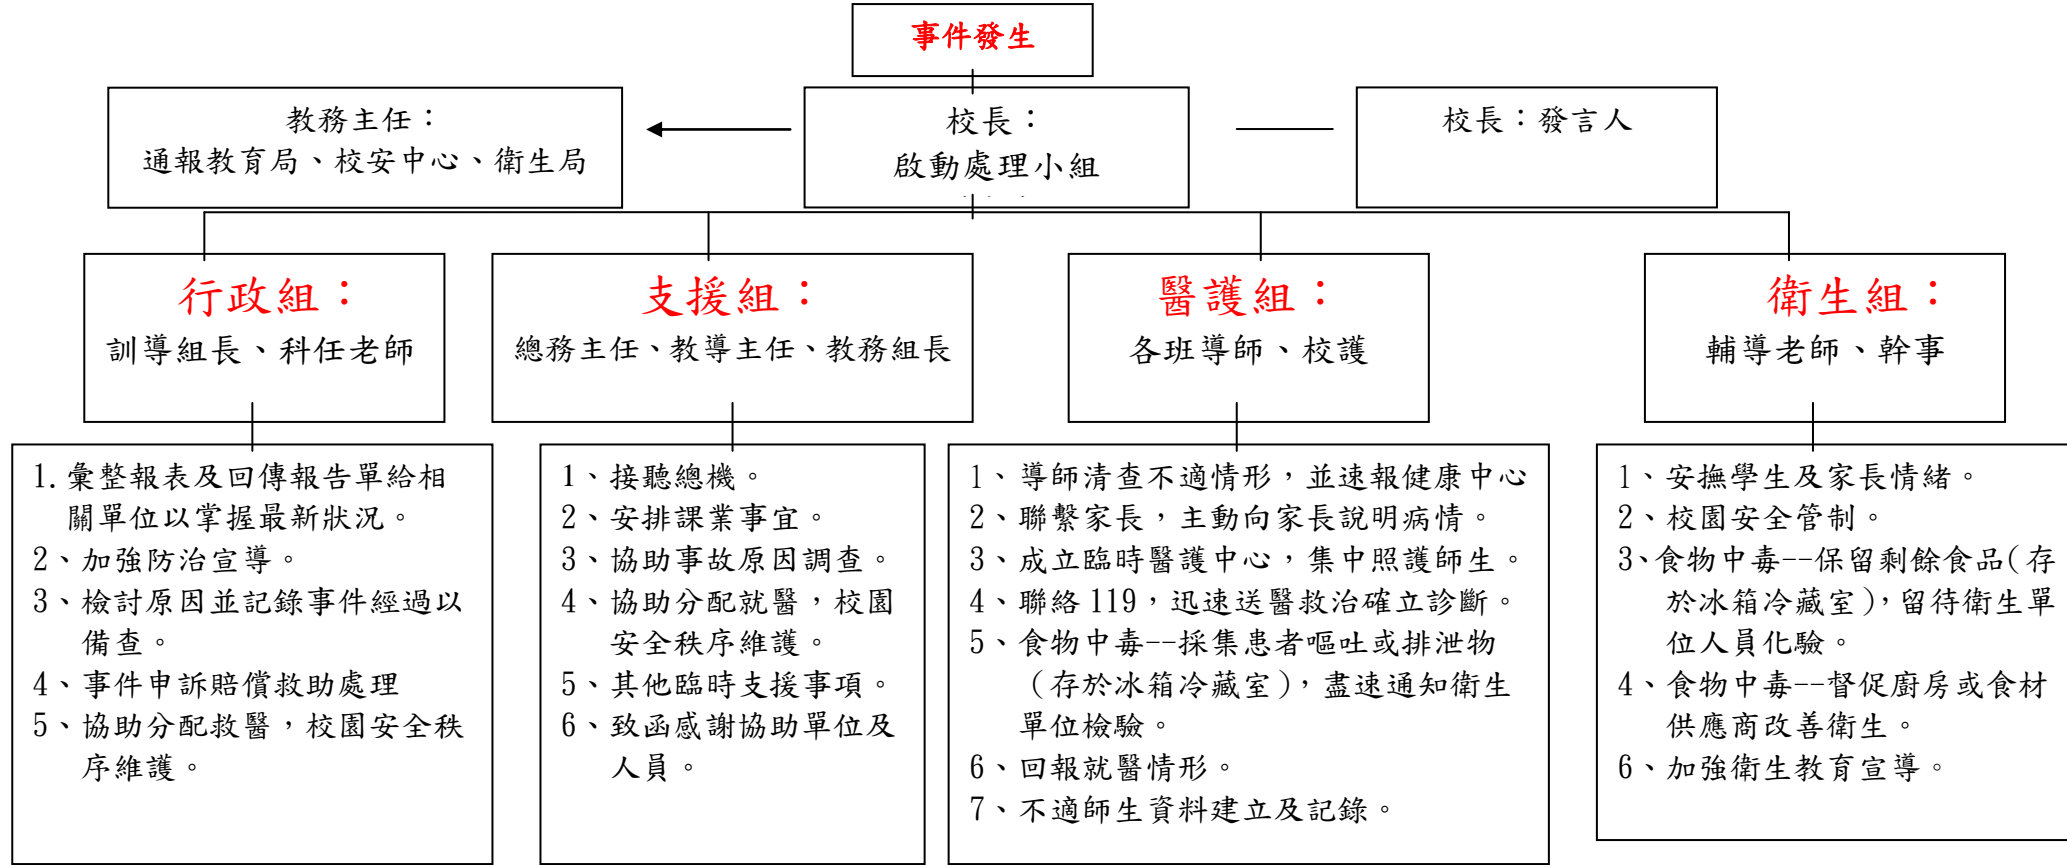 事件發生
教務主任：
通報教育局、校安中心、衛生局
校長：
啟動處理小組
校長：發言人
行政組：
訓導組長、科任老師
支援組：
總務主任、教導主任、教務組長
醫護組：
各班導師、校護
衛生組：
輔導老師、幹事
1.彙整報表及回傳報告單給相
關單位以掌握最新狀況。
2、加強防治宣導。
3、檢討原因並記錄事件經過以
備查。
4、事件申訴賠償救助處理
5、協助分配救醫，校園安全秩
序維護。
1、接聽總機。
2、安排課業事宜。
3、協助事故原因調查。
4、協助分配就醫，校園
安全秩序維護。
5、其他臨時支援事項。
6、致函感謝協助單位及
人員。
1、導師清查不適情形，並速報健康中心
2、聯繫家長，主動向家長說明病情。
3、成立臨時醫護中心，集中照護師生。
4、聯絡119，迅速送醫救治確立診斷。
5、食物中毒--採集患者嘔吐或排泄物
（存於冰箱冷藏室），盡速通知衛生
單位檢驗。
6、回報就醫情形。
7、不適師生資料建立及記錄。
1、安撫學生及家長情緒。
2、校園安全管制。
3、食物中毒--保留剩餘食品(存
於冰箱冷藏室)，留待衛生單
位人員化驗。
4、食物中毒--督促廚房或食材
供應商改善衛生。
6、加強衛生教育宣導。